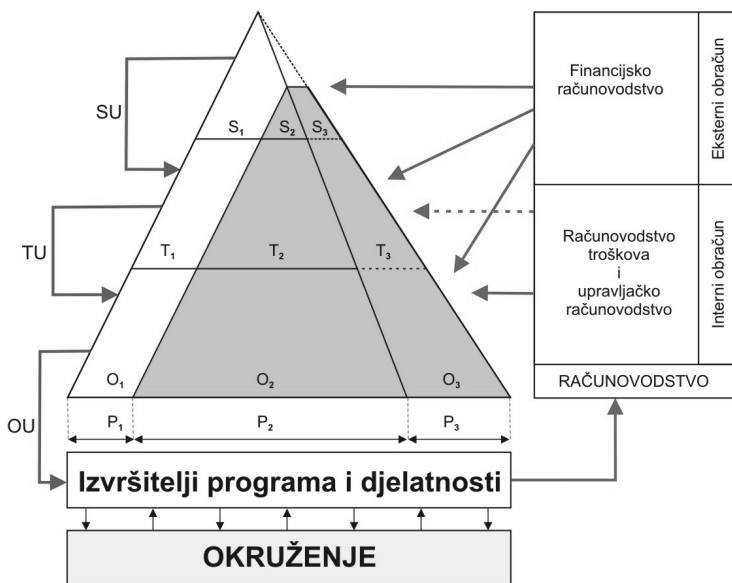 SU
TU
OU
S₁
S₂
S₃
T₁
T₂
T₃
O₁
O₂
O₃
P₁
P₂
P₃
Financijsko
računovodstvo
Eksterni obračun
Računovodstvo
troškova
i
upravljačko
računovodstvo
Interni obračun
RAČUNOVODSTVO
Izvršitelji programa i djelatnosti
OKRUŽENJE